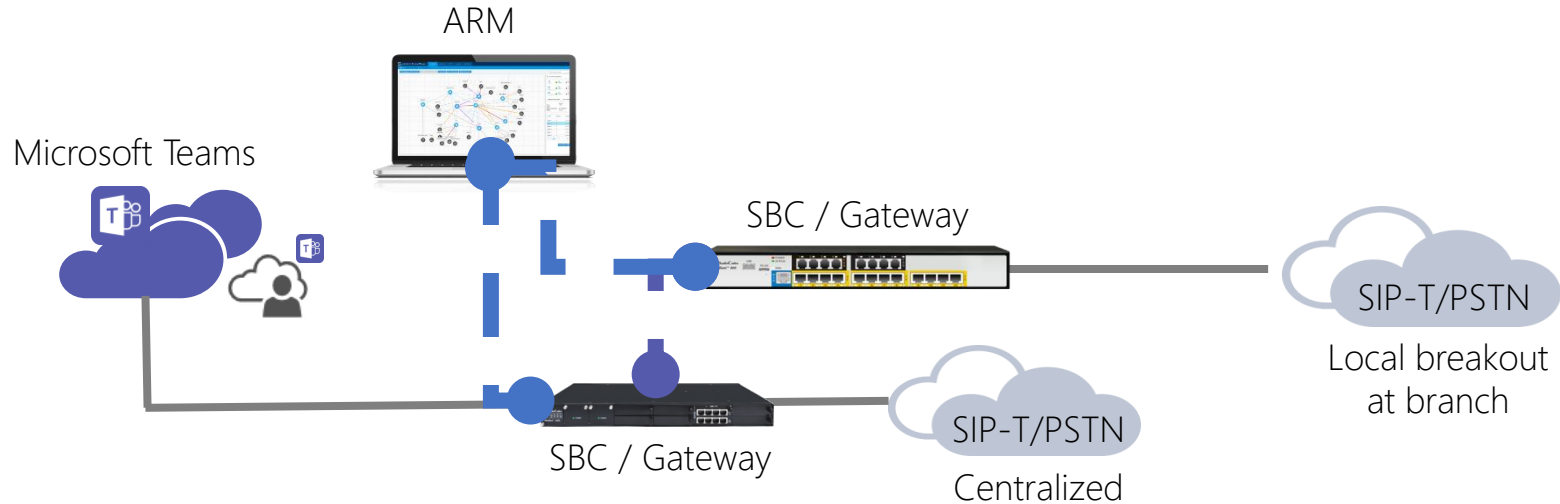 ARM
Microsoft Teams
T
T
SBC / Gateway
SIP-T/PSTN
Local breakout
at branch
SBC / Gateway
SIP-T/PSTN
Centralized